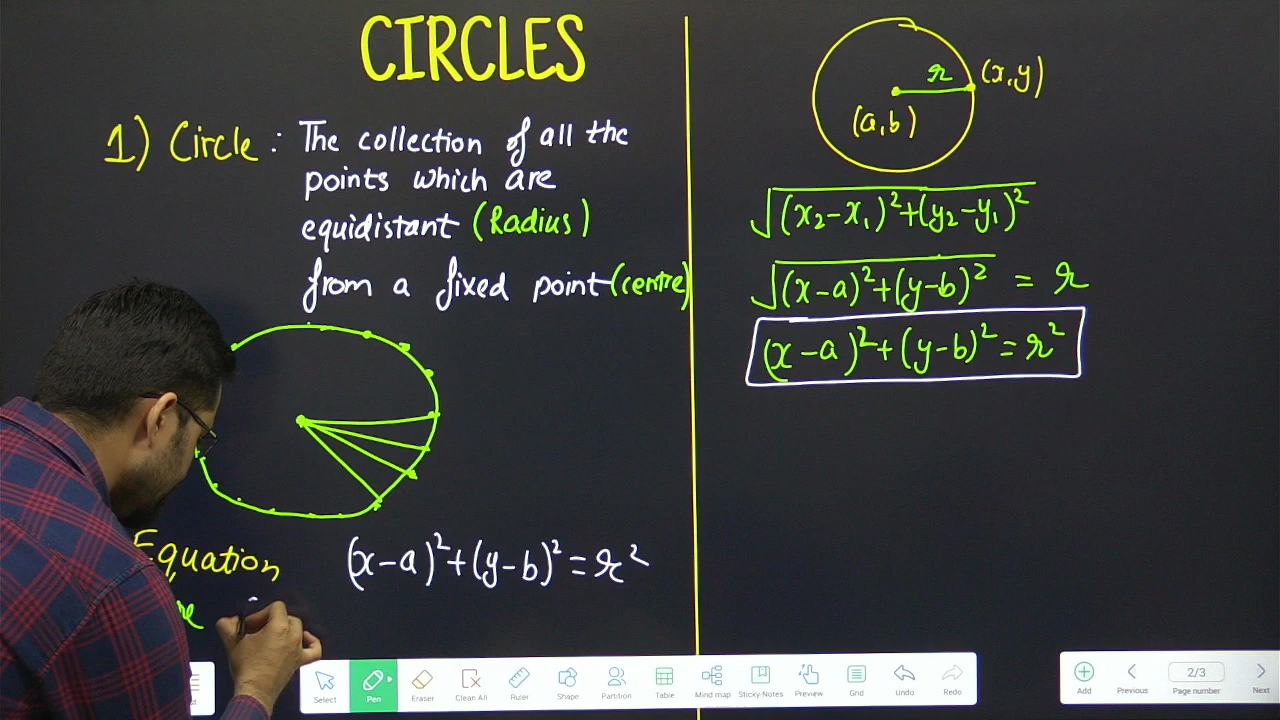 CIRCLES
1) Circle : The collection of all the
points which are
equidistant (Radius)
from a fixed point (centre)
Equation (x-a)²+(y-b)²=r²
r
(x,y)
(a,b)
√(x₂-x₁)²+(y₂-y₁)²
√(x-a)²+(y-b)² = r
(x-a)²+(y-b)²=r²
Select
Pen
Eraser
Clean All
Ruler
Shape
Partition
Table
Mind map
Sticky-Notes
Preview
Grid
Undo
Redo
Add
Previous
2/3
Page number
Next